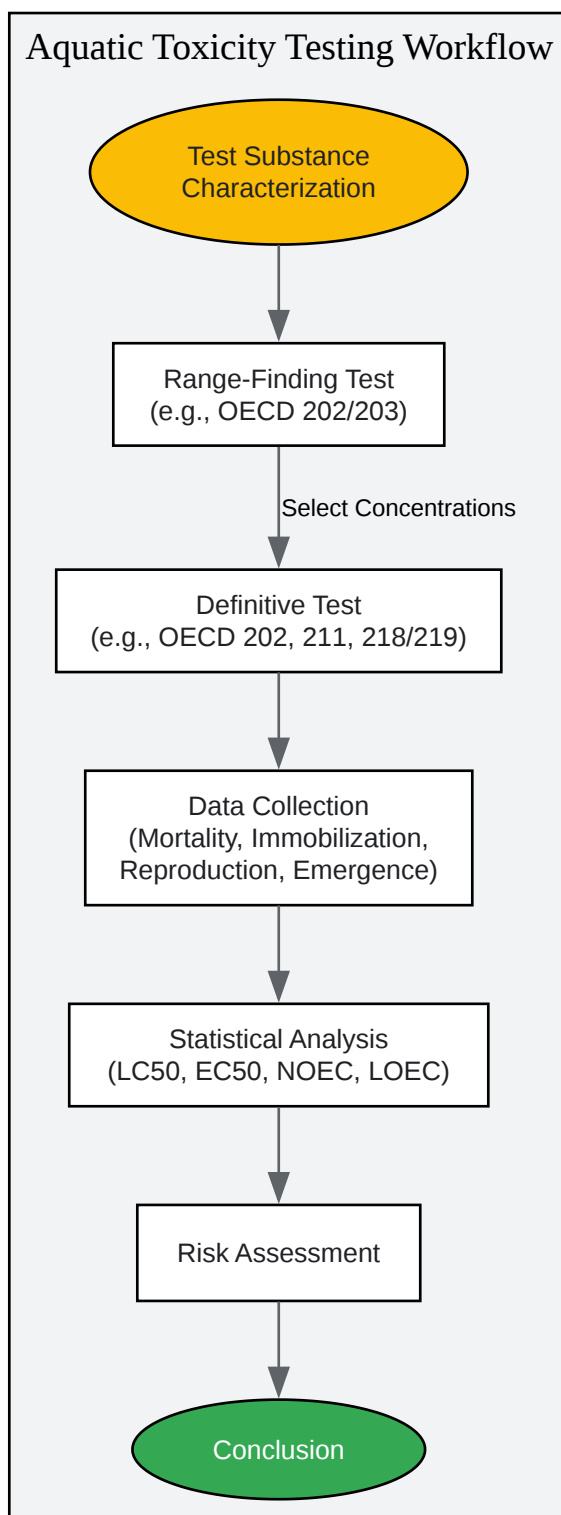 Aquatic Toxicity Testing Workflow
Test Substance
Characterization
Range-Finding Test
(e.g., OECD 202/203)
Select Concentrations
Definitive Test
(e.g., OECD 202, 211, 218/219)
Data Collection
(Mortality, Immobilization,
Reproduction, Emergence)
Statistical Analysis
(LC50, EC50, NOEC, LOEC)
Risk Assessment
Conclusion